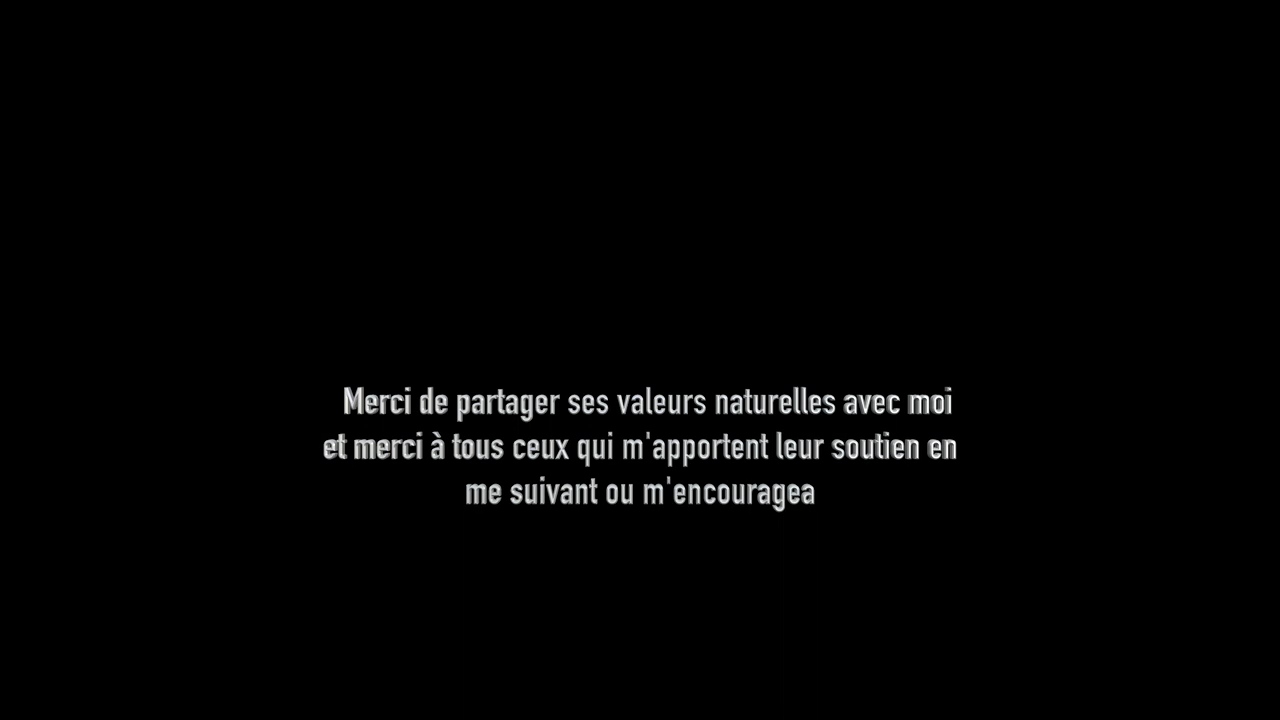 Merci de partager ses valeurs naturelles avec moi
et merci à tous ceux qui m'apportent leur soutien en
me suivant ou m'encouragea